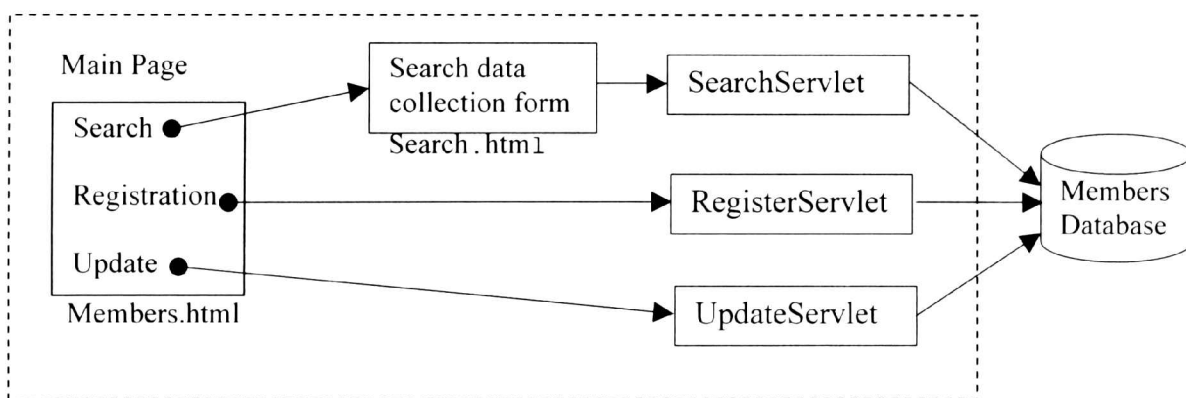 Main Page
Search
Registration
Update
Members.html
Search data
collection form
Search.html
SearchServlet
RegisterServlet
UpdateServlet
Members
Database